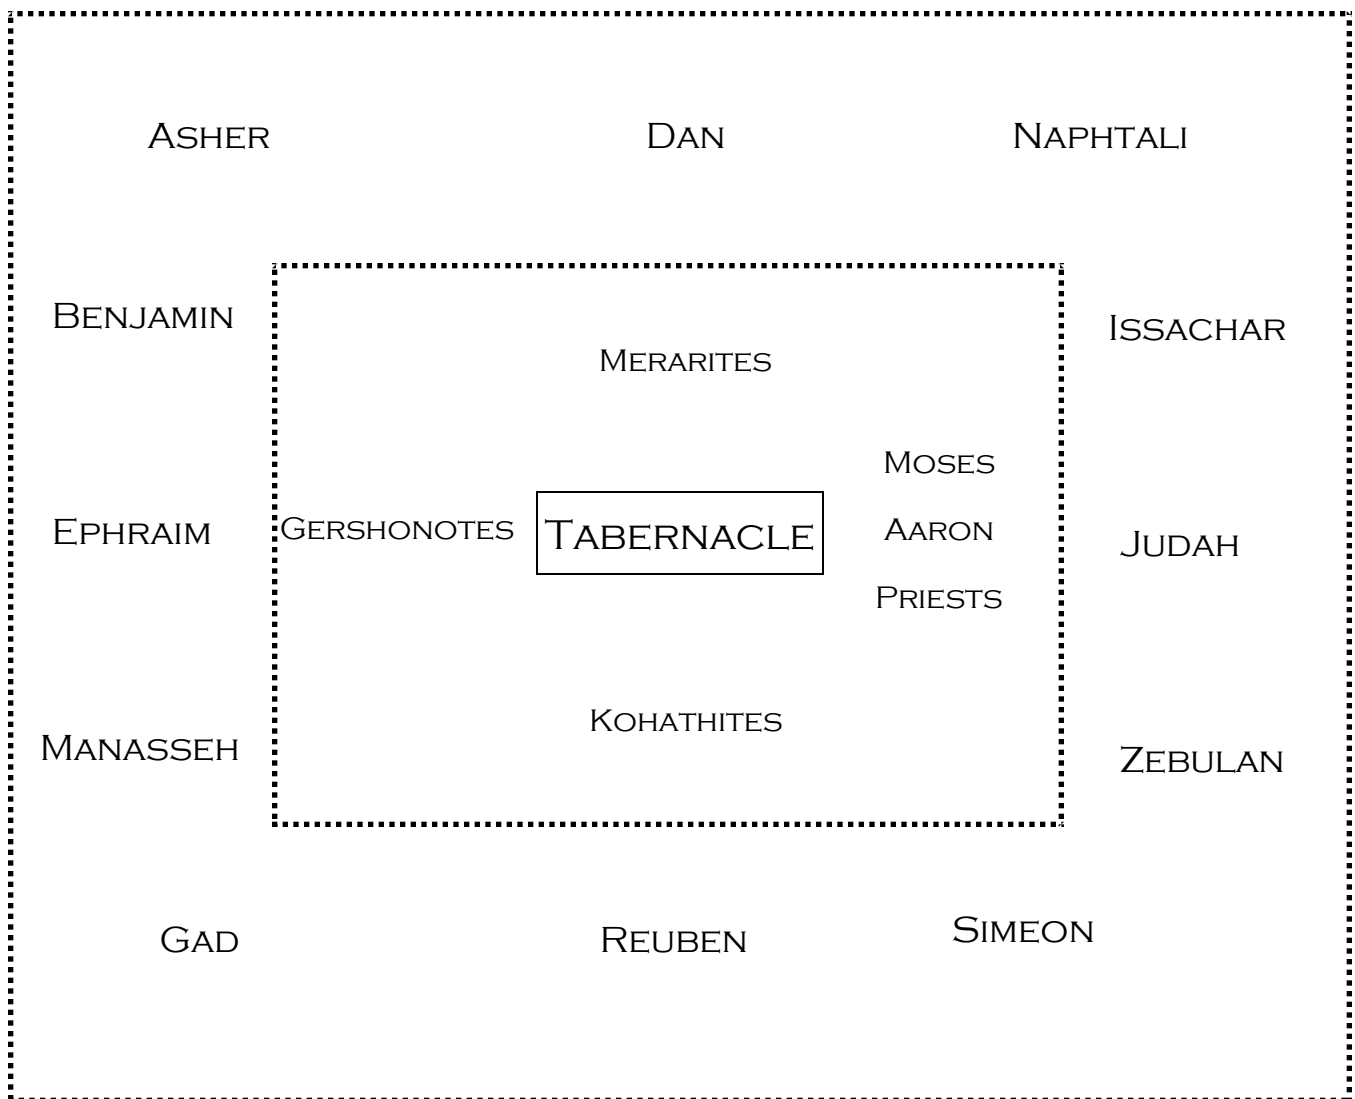 Asher Dan Naphtali
Benjamin Issachar
Merarites
Moses
Ephraim Gershonotes Tabernacle Aaron Judah
Priests
Kohathites
Manasseh Zebulan
Gad Reuben Simeon